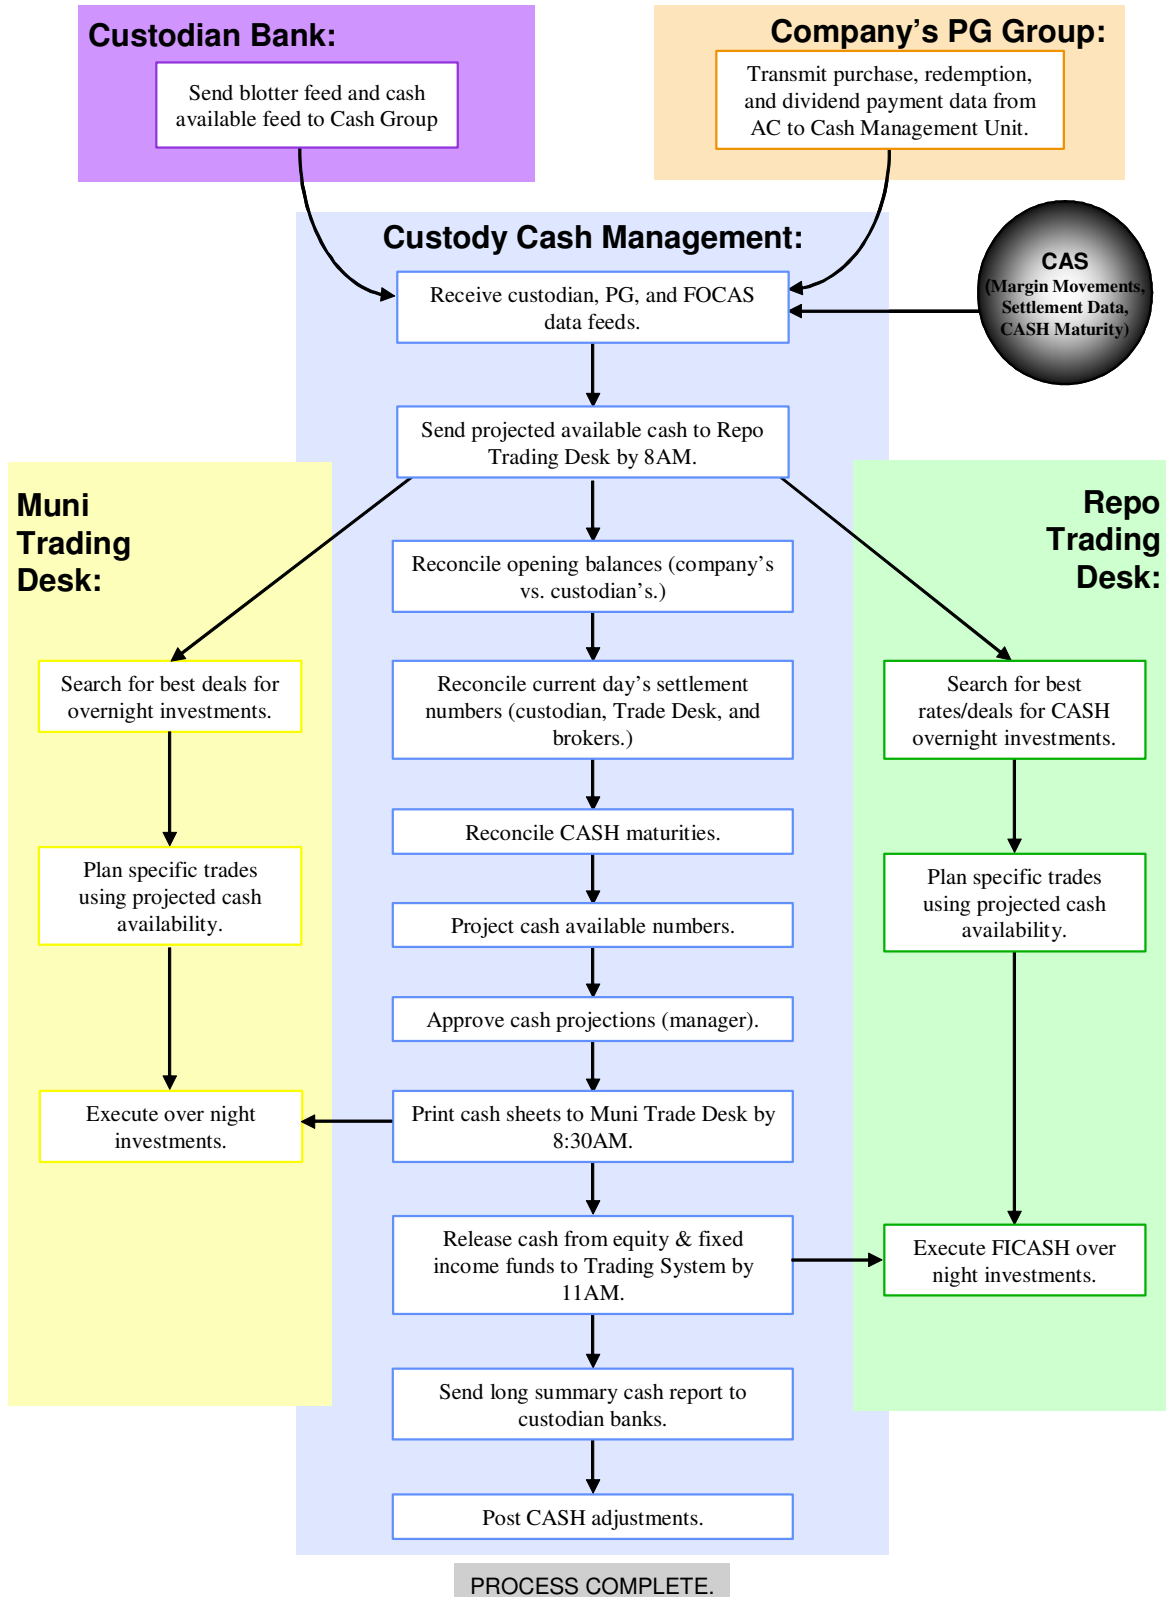 Custodian Bank:
Send blotter feed and cash
available feed to Cash Group
Company's PG Group:
Transmit purchase, redemption,
and dividend payment data from
AC to Cash Management Unit.
CAS
(Margin Movements,
Settlement Data,
CASH Maturity)
Custody Cash Management:
Receive custodian, PG, and FOCAS
data feeds.
Send projected available cash to Repo
Trading Desk by 8AM.
Reconcile opening balances (company's
vs. custodian's.)
Reconcile current day's settlement
numbers (custodian, Trade Desk, and
brokers.)
Reconcile CASH maturities.
Project cash available numbers.
Approve cash projections (manager).
Print cash sheets to Muni Trade Desk by
8:30AM.
Release cash from equity & fixed
income funds to Trading System by
11AM.
Send long summary cash report to
custodian banks.
Post CASH adjustments.
Muni
Trading
Desk:
Search for best deals for
overnight investments.
Plan specific trades
using projected cash
availability.
Execute over night
investments.
Repo
Trading
Desk:
Search for best
rates/deals for CASH
overnight investments.
Plan specific trades
using projected cash
availability.
Execute FICASH over
night investments.
PROCESS COMPLETE.